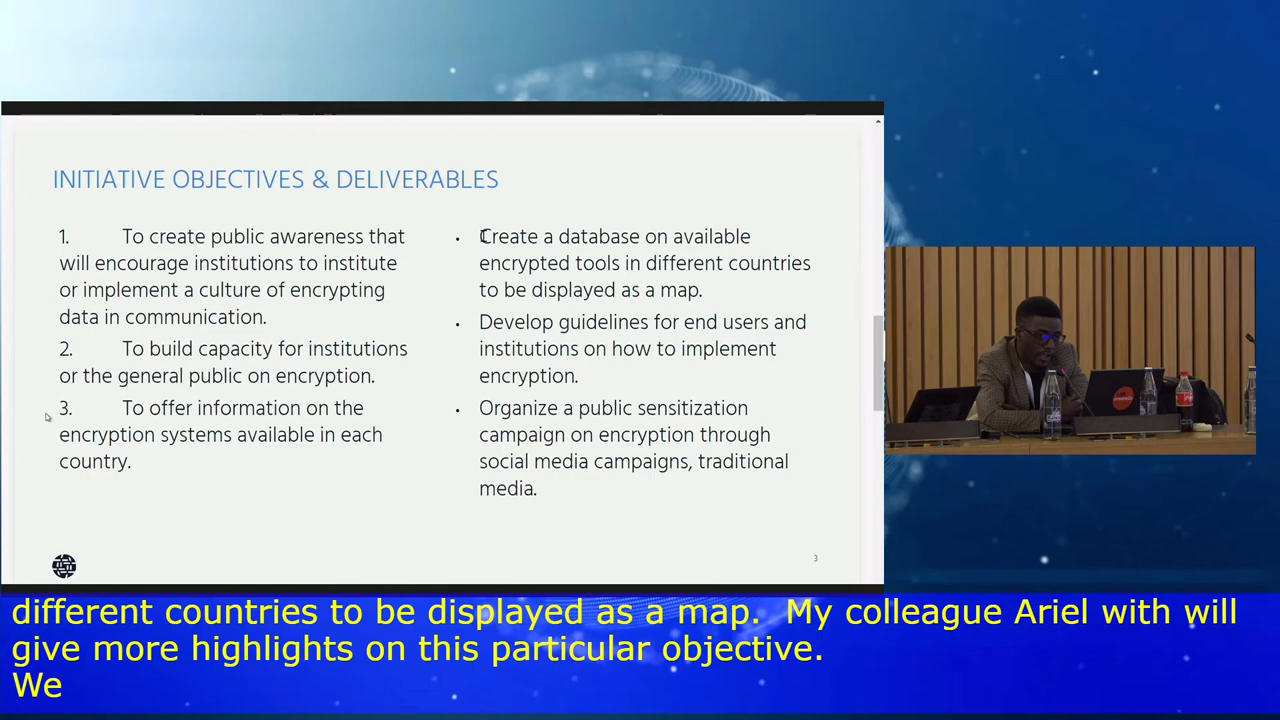 INITIATIVE OBJECTIVES & DELIVERABLES
1. To create public awareness that
will encourage institutions to institute
or implement a culture of encrypting
data in communication.
2. To build capacity for institutions
or the general public on encryption.
3. To offer information on the
encryption systems available in each
country.
• Create a database on available
encrypted tools in different countries
to be displayed as a map.
• Develop guidelines for end users and
institutions on how to implement
encryption.
• Organize a public sensitization
campaign on encryption through
social media campaigns, traditional
media.
3
different countries to be displayed as a map. My colleague Ariel with will
give more highlights on this particular objective.
We